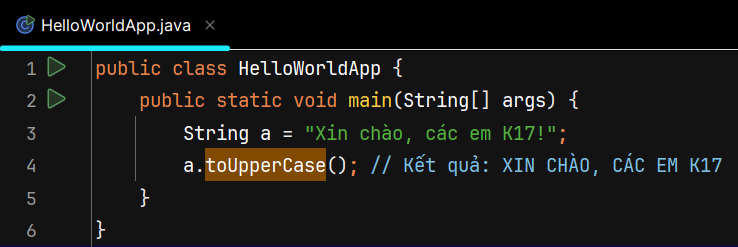 HelloWorldApp.java
1 public class HelloWorldApp {
2 public static void main(String[] args) {
3 String a = "Xin chào, các em K17!";
4 a.toUpperCase(); // Kết quả: XIN CHÀO, CÁC EM K17
5 }
6 }